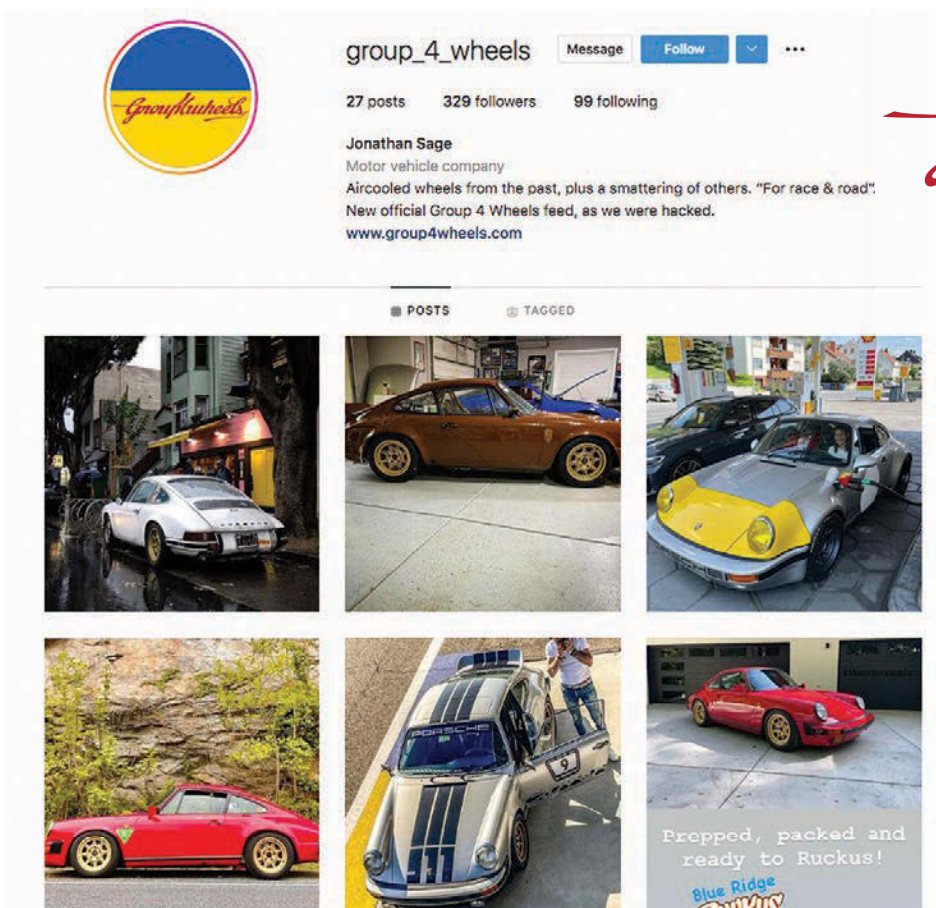 group_4_wheels Message Follow
27 posts 329 followers 99 following
Group4wheels
Jonathan Sage
Motor vehicle company
Aircooled wheels from the past, plus a smattering of others. "For race & road".
New official Group 4 Wheels feed, as we were hacked.
www.group4wheels.com
POSTS TAGGED
PORSCHE
9
Prepped, packed and
ready to Ruckus!
Blue Ridge